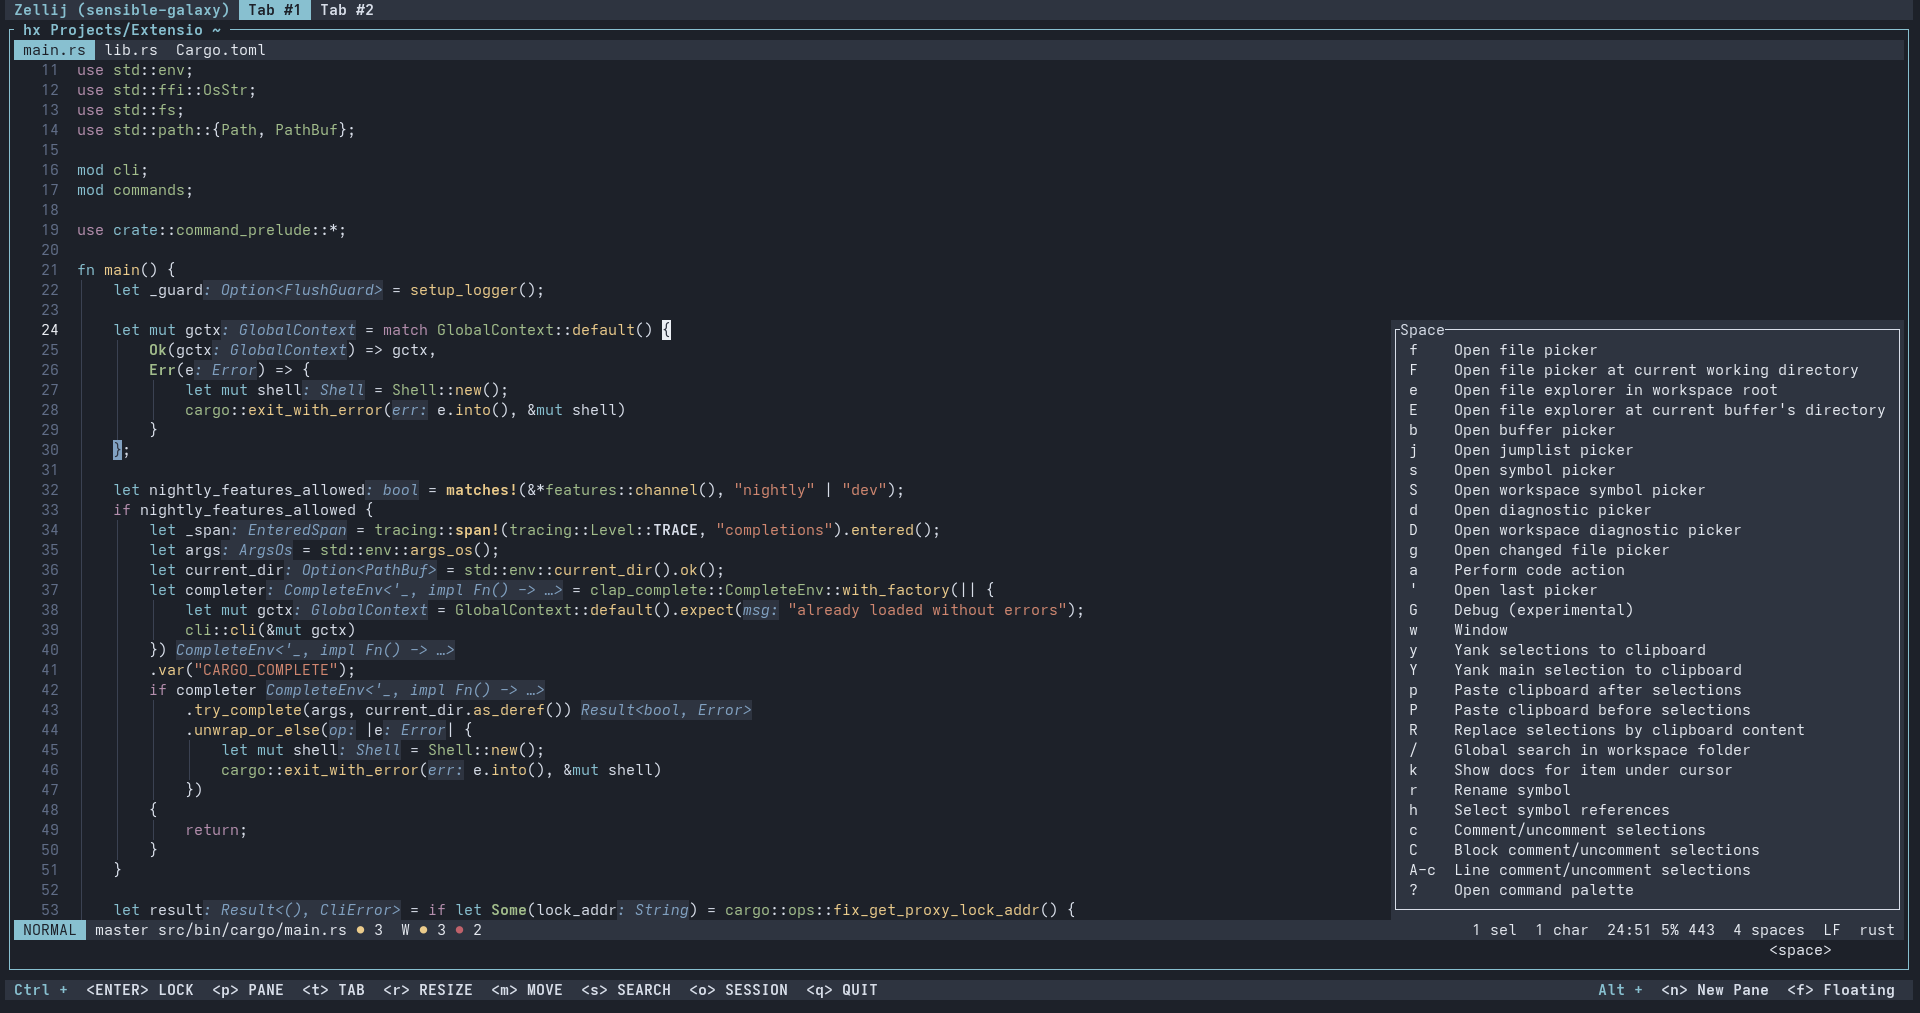 Zellij (sensible-galaxy)  Tab #1  Tab #2
hx Projects/Extensio ~
main.rs  lib.rs  Cargo.toml
11  use std::env;
12  use std::ffi::OsStr;
13  use std::fs;
14  use std::path::{Path, PathBuf};
15
16  mod cli;
17  mod commands;
18
19  use crate::command_prelude::*;
20
21  fn main() {
22      let _guard: Option<FlushGuard> = setup_logger();
23
24      let mut gctx: GlobalContext = match GlobalContext::default() {
25          Ok(gctx: GlobalContext) => gctx,
26          Err(e: Error) => {
27              let mut shell: Shell = Shell::new();
28              cargo::exit_with_error(err: e.into(), &mut shell)
29          }
30      };
31
32      let nightly_features_allowed: bool = matches!(&*features::channel(), "nightly" | "dev");
33      if nightly_features_allowed {
34          let _span: EnteredSpan = tracing::span!(tracing::Level::TRACE, "completions").entered();
35          let args: ArgsOs = std::env::args_os();
36          let current_dir: Option<PathBuf> = std::env::current_dir().ok();
37          let completer: CompleteEnv<'_, impl Fn() -> …> = clap_complete::CompleteEnv::with_factory(|| {
38              let mut gctx: GlobalContext = GlobalContext::default().expect(msg: "already loaded without errors");
39              cli::cli(&mut gctx)
40          }) CompleteEnv<'_, impl Fn() -> …>
41          .var("CARGO_COMPLETE");
42          if completer CompleteEnv<'_, impl Fn() -> …>
43              .try_complete(args, current_dir.as_deref()) Result<bool, Error>
44              .unwrap_or_else(op: |e: Error| {
45                  let mut shell: Shell = Shell::new();
46                  cargo::exit_with_error(err: e.into(), &mut shell)
47              })
48          {
49              return;
50          }
51      }
52
53      let result: Result<(), CliError> = if let Some(lock_addr: String) = cargo::ops::fix_get_proxy_lock_addr() {
Space
f    Open file picker
F    Open file picker at current working directory
e    Open file explorer in workspace root
E    Open file explorer at current buffer's directory
b    Open buffer picker
j    Open jumplist picker
s    Open symbol picker
S    Open workspace symbol picker
d    Open diagnostic picker
D    Open workspace diagnostic picker
g    Open changed file picker
a    Perform code action
'    Open last picker
G    Debug (experimental)
w    Window
y    Yank selections to clipboard
Y    Yank main selection to clipboard
p    Paste clipboard after selections
P    Paste clipboard before selections
R    Replace selections by clipboard content
/    Global search in workspace folder
k    Show docs for item under cursor
r    Rename symbol
h    Select symbol references
c    Comment/uncomment selections
C    Block comment/uncomment selections
A-c  Line comment/uncomment selections
?    Open command palette
NORMAL  master src/bin/cargo/main.rs ● 3  W ● 3 ● 2  1 sel  1 char  24:51 5% 443  4 spaces  LF  rust
<space>
Ctrl +  <ENTER> LOCK  <p> PANE  <t> TAB  <r> RESIZE  <m> MOVE  <s> SEARCH  <o> SESSION  <q> QUIT  Alt +  <n> New Pane  <f> Floating